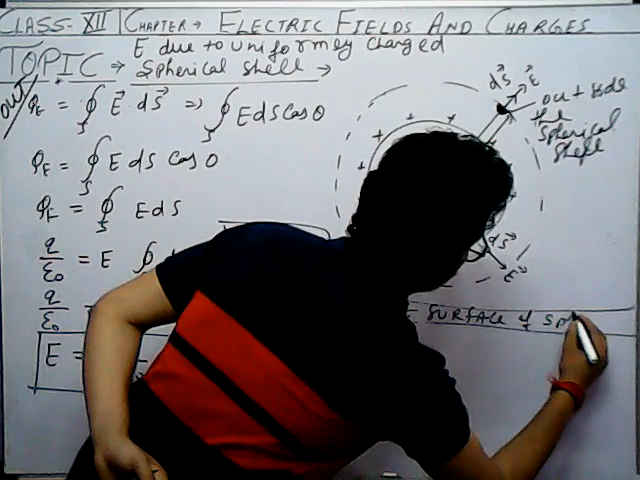 CLASS- XII CHAPTER→ ELECTRIC FIELDS AND CHARGES
TOPIC → E due to uniformly charged
Spherical shell →
OUT
φE = ∮S E⃗ . dS⃗ ⇒ ∮S E ds Cos θ
φE = ∮S E ds Cos θ
φE = ∮S E ds
q/ε0 = E ∮
q/ε0
E =
dS⃗ E⃗
out side
the
Spherical
Shell
dS⃗
E⃗
SURFACE of SP